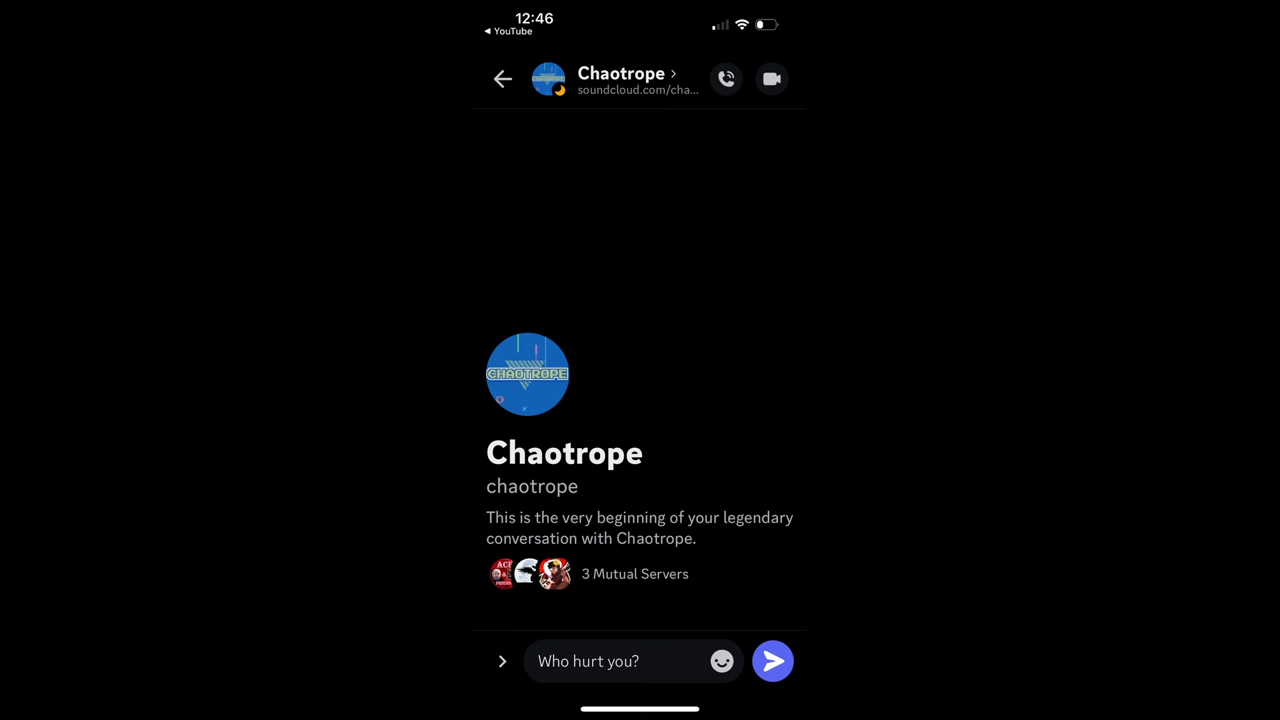 12:46
◀ YouTube
Chaotrope
soundcloud.com/cha...
CHAOTROPE
Chaotrope
chaotrope
This is the very beginning of your legendary
conversation with Chaotrope.
3 Mutual Servers
Who hurt you?